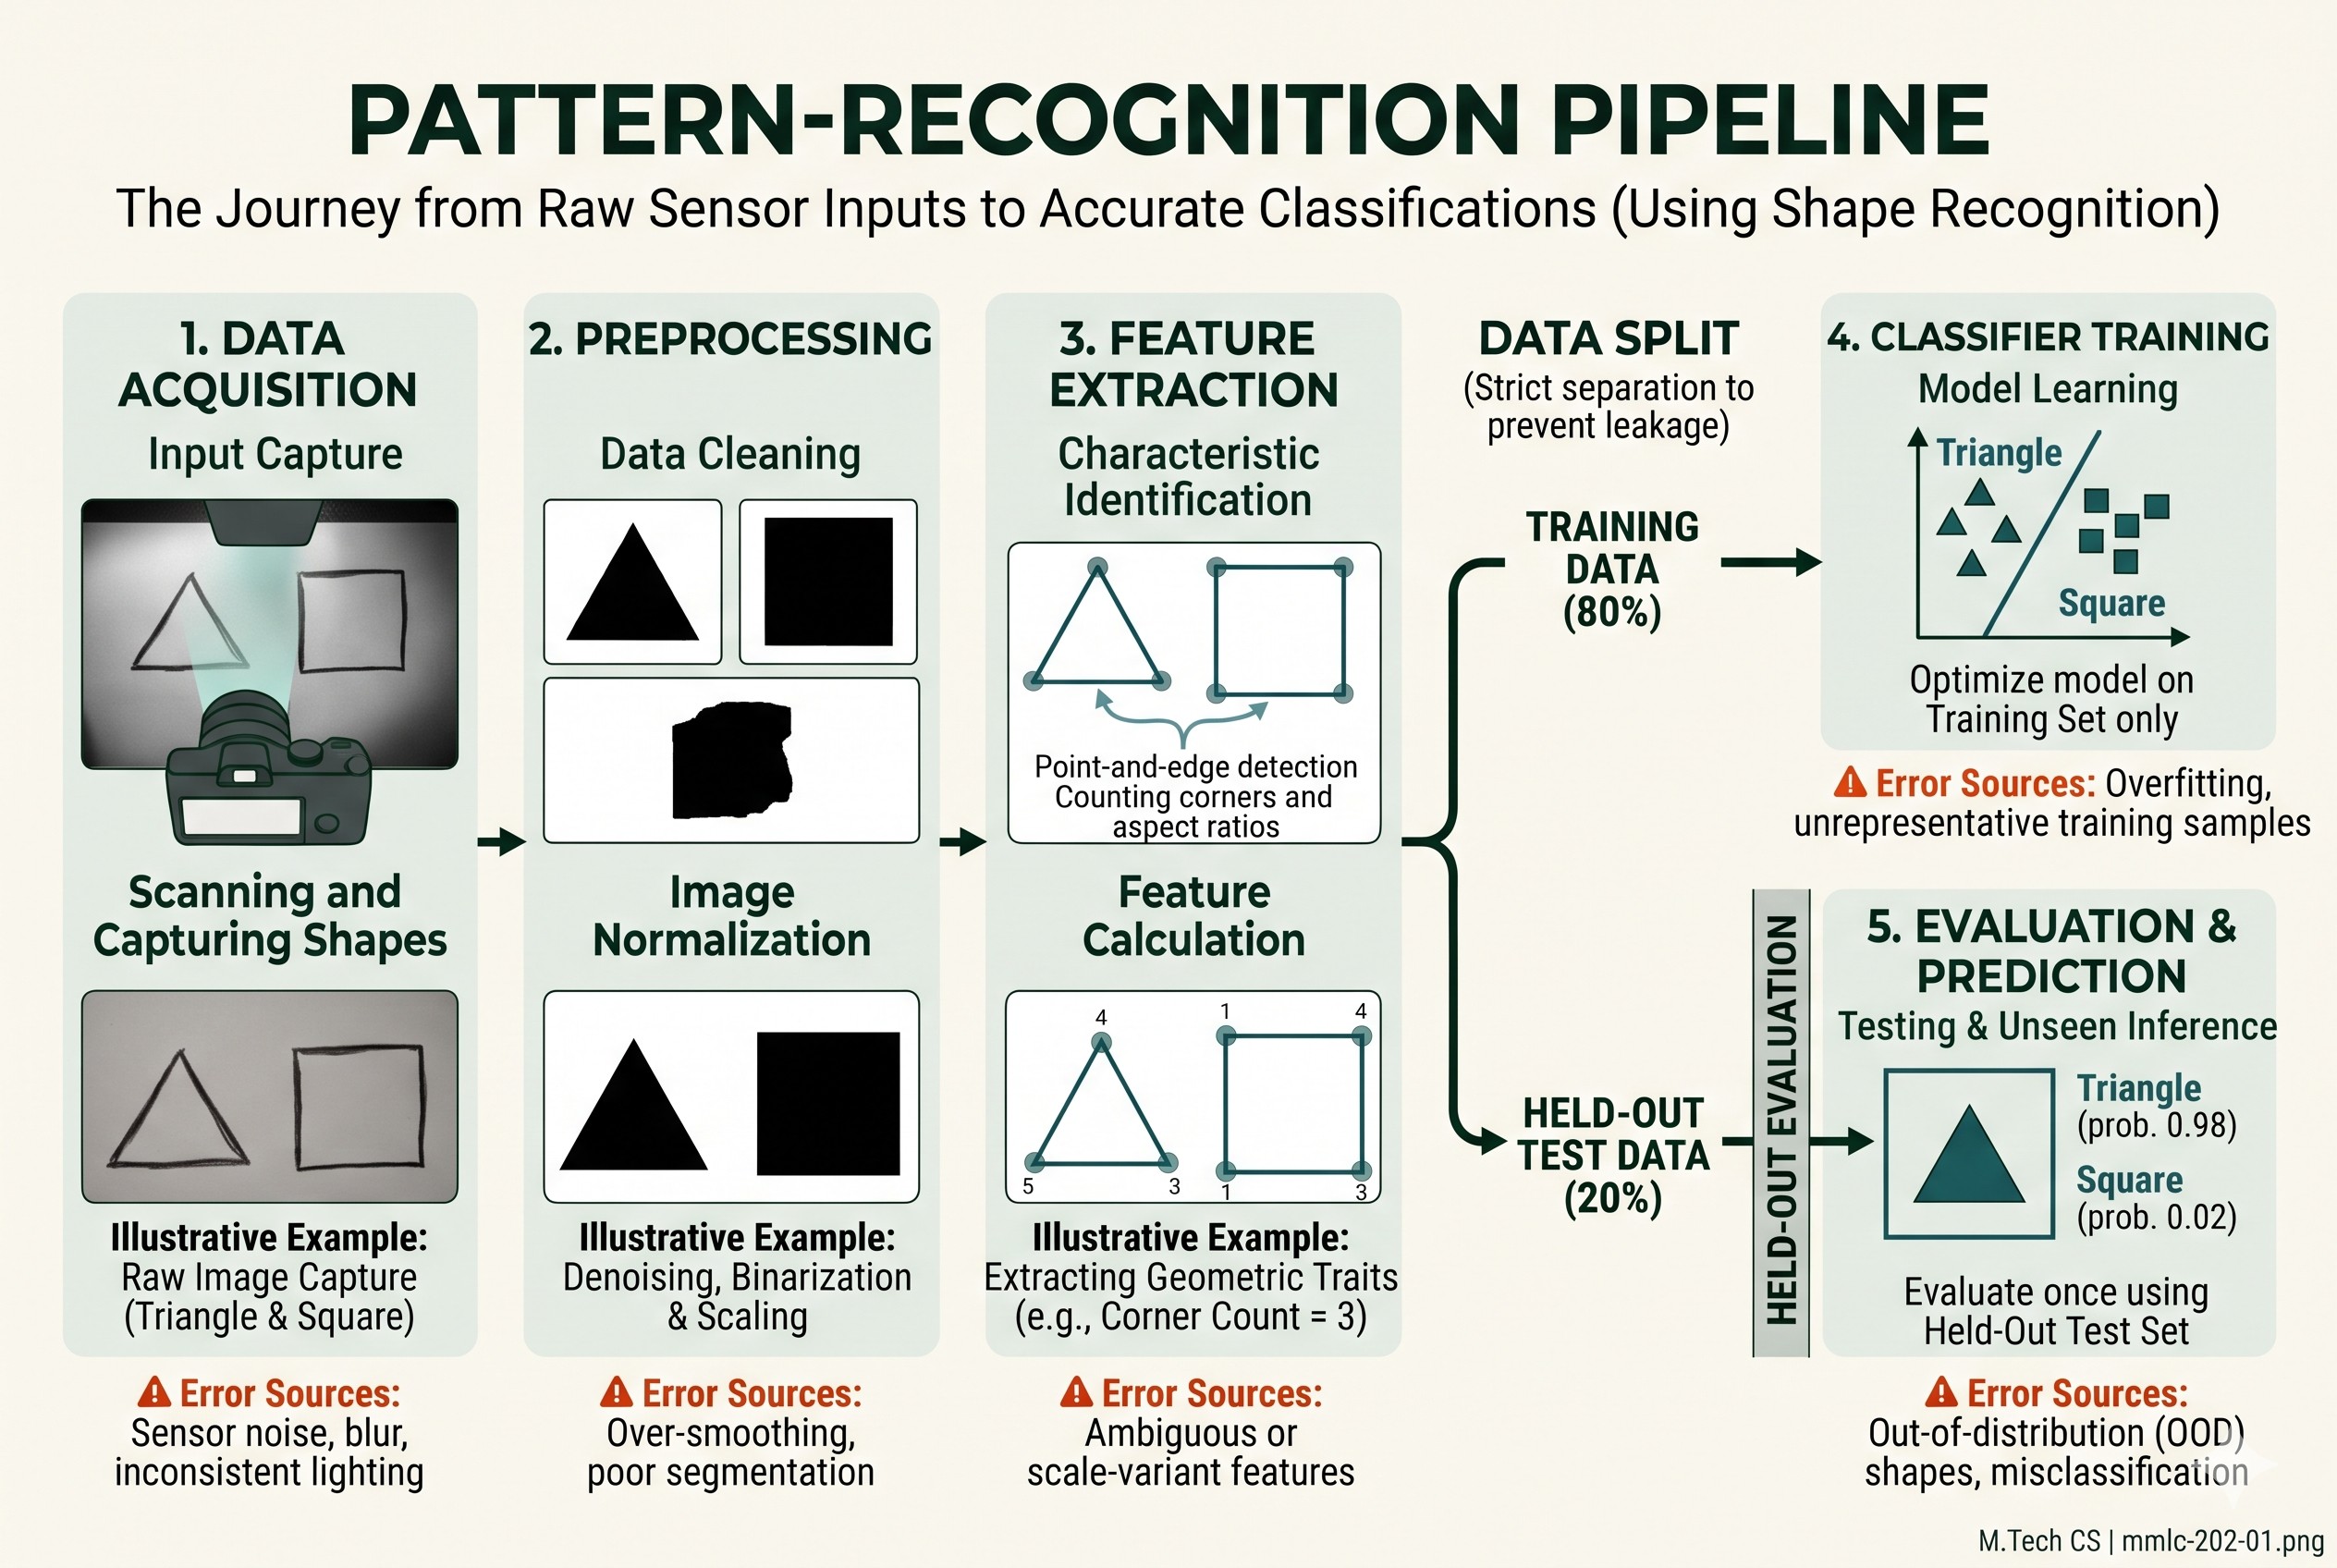 PATTERN-RECOGNITION PIPELINE
The Journey from Raw Sensor Inputs to Accurate Classifications (Using Shape Recognition)
1. DATA
ACQUISITION
Input Capture
Scanning and
Capturing Shapes
Illustrative Example:
Raw Image Capture
(Triangle & Square)
Error Sources:
Sensor noise, blur,
inconsistent lighting
2. PREPROCESSING
Data Cleaning
Image
Normalization
Illustrative Example:
Denoising, Binarization
& Scaling
Error Sources:
Over-smoothing,
poor segmentation
3. FEATURE
EXTRACTION
Characteristic
Identification
Point-and-edge detection
Counting corners and
aspect ratios
Feature
Calculation
4
1 4
5 3
1 3
Illustrative Example:
Extracting Geometric Traits
(e.g., Corner Count = 3)
Error Sources:
Ambiguous or
scale-variant features
DATA SPLIT
(Strict separation to
prevent leakage)
TRAINING
DATA
(80%)
HELD-OUT
TEST DATA
(20%)
4. CLASSIFIER TRAINING
Model Learning
Triangle
Square
Optimize model on
Training Set only
Error Sources: Overfitting,
unrepresentative training samples
HELD-OUT EVALUATION
5. EVALUATION &
PREDICTION
Testing & Unseen Inference
Triangle
(prob. 0.98)
Square
(prob. 0.02)
Evaluate once using
Held-Out Test Set
Error Sources:
Out-of-distribution (OOD)
shapes, misclassification
M.Tech CS | mmlc-202-01.png